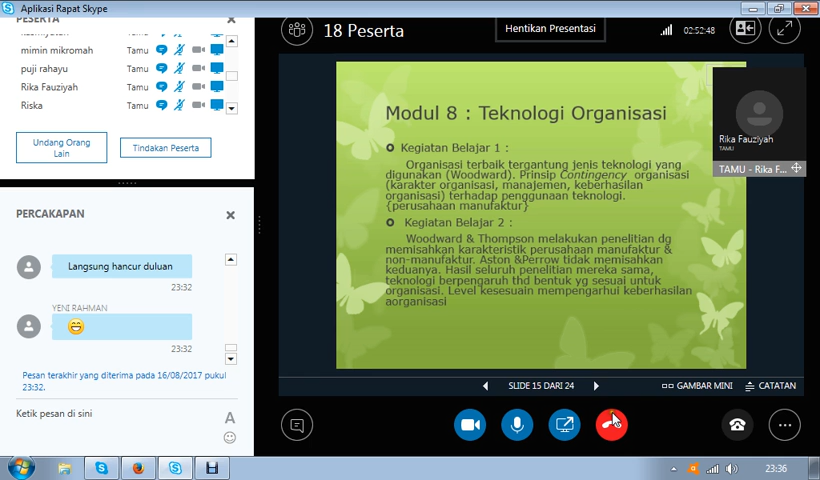 Aplikasi Rapat Skype
PESERTA
mimin mikromah Tamu
puji rahayu Tamu
Rika Fauziyah Tamu
Riska Tamu
Undang Orang
Lain
Tindakan Peserta
PERCAKAPAN
Langsung hancur duluan
23:32
YENI RAHMAN
23:32
Pesan terakhir yang diterima pada 16/08/2017 pukul
23:32.
Ketik pesan di sini
A
18 Peserta
Hentikan Presentasi
02:52:48
Modul 8 : Teknologi Organisasi
Kegiatan Belajar 1 :
Organisasi terbaik tergantung jenis teknologi yang
digunakan (Woodward). Prinsip Contingency organisasi
(karakter organisasi, manajemen, keberhasilan
organisasi) terhadap penggunaan teknologi.
{perusahaan manufaktur}
Kegiatan Belajar 2 :
Woodward & Thompson melakukan penelitian dg
memisahkan karakteristik perusahaan manufaktur &
non-manufaktur. Aston &Perrow tidak memisahkan
keduanya. Hasil seluruh penelitian mereka sama,
teknologi berpengaruh thd bentuk yg sesuai untuk
organisasi. Level kesesuain mempengarhui keberhasilan
aorganisasi
Rika Fauziyah
TAMU
TAMU - Rika F...
SLIDE 15 DARI 24
GAMBAR MINI
CATATAN
23:36